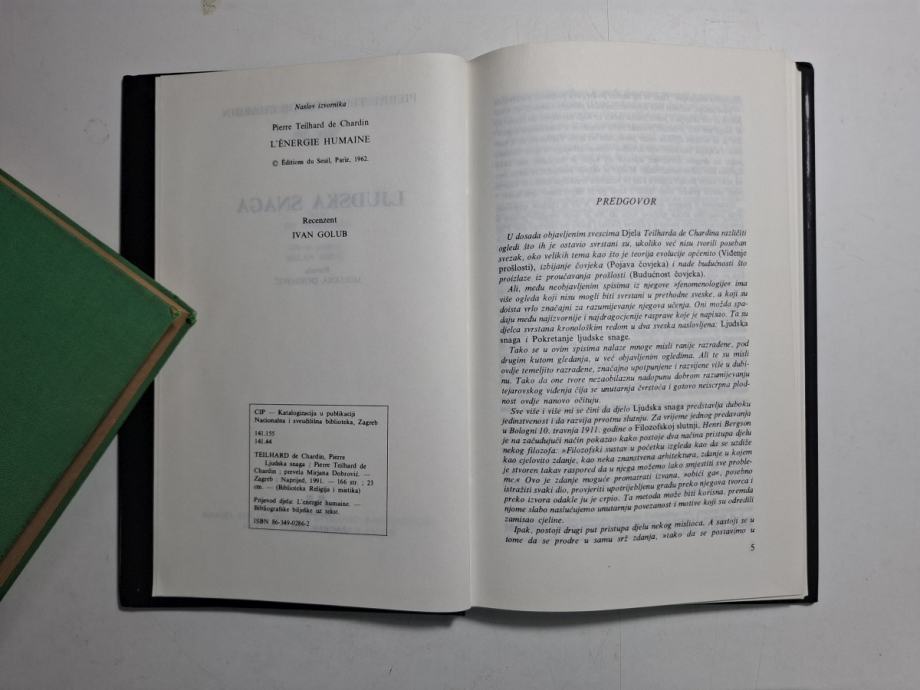 Naslov izvornika
Pierre Teilhard de Chardin
L'ÉNERGIE HUMAINE
© Éditions du Seuil, Pariz, 1962.
Recenzent
IVAN GOLUB
CIP — Katalogizacija u publikaciji
Nacionalna i sveučilišna biblioteka, Zagreb
141.155
141.44
TEILHARD de Chardin, Pierre
Ljudska snaga ; Pierre Teilhard de
Chardin ; prevela Mirjana Dobrović. —
Zagreb ; Naprijed, 1991. — 166 str. ; 23
cm. — (Biblioteka Religija i mistika)
Prijevod djela: L'energie humaine. —
Bibliografske bilješke uz tekst.
ISBN 86-349-0286-2
PREDGOVOR
U dosada objavljenim svescima Djela Teilharda de Chardina različiti
ogledi što ih je ostavio svrstani su, ukoliko već nisu tvorili poseban
svezak, oko velikih tema kao što je teorija evolucije općenito (Viđenje
prošlosti), izbijanje čovjeka (Pojava čovjeka) i nade budućnosti što
proizlaze iz proučavanja prošlosti (Budućnost čovjeka).
Ali, među neobjavljenim spisima iz njegove »fenomenologije« ima
više ogleda koji nisu mogli biti svrstani u prethodne sveske, a koji su
doista vrlo značajni za razumijevanje njegova učenja. Oni možda spa-
daju među najizvornije i najdragocjenije rasprave koje je napisao. Ta su
djelca svrstana kronološkim redom u dva sveska naslovljena: Ljudska
snaga i Pokretanje ljudske snage.
Tako se u ovim spisima nalaze mnoge misli ranije razrađene, pod
drugim kutom gledanja, u već objavljenim ogledima. Ali te su misli
ovdje temeljito razrađene, značajno upotpunjene i razvijene više u dubi-
nu. Tako da one tvore nezaobilaznu nadopunu dobrom razumijevanju
tejarovskog viđenja čija se unutarnja čvrstoća i gotovo neiscrpna plod-
nost ovdje nanovo očituju.
Sve više i više mi se čini da djelo Ljudska snaga predstavlja duboku
jedinstvenost i da razvija prvotnu slutnju. Za vrijeme jednog predavanja
u Bologni 10. travnja 1911. godine o Filozofskoj slutnji, Henri Bergson
je na začuđujući način pokazao kako postoje dva načina pristupa djelu
nekog filozofa: »Filozofski sustav u početku izgleda kao da se uzdiže
kao cjelovito zdanje, kao neka znanstvena arhitektura, zdanje u kojem
je stvoren takav raspored da u njega možemo lako smjestiti sve proble-
me.« Ovo je zdanje moguće promatrati izvana, »obići ga«, posebno
istražiti svaki dio, provjeriti upotrijebljenu građu preko njegova tvorca i
preko izvora odakle ju je crpio. Ta metoda može biti korisna, premda
njome slabo naslućujemo unutarnju povezanost i motive koji su odredili
zamisao cjeline.
Ipak, postoji drugi put pristupa djelu nekog mislioca. A sastoji se u
tome da se prodre u samu srž zdanja, »tako da se postavimo u
5